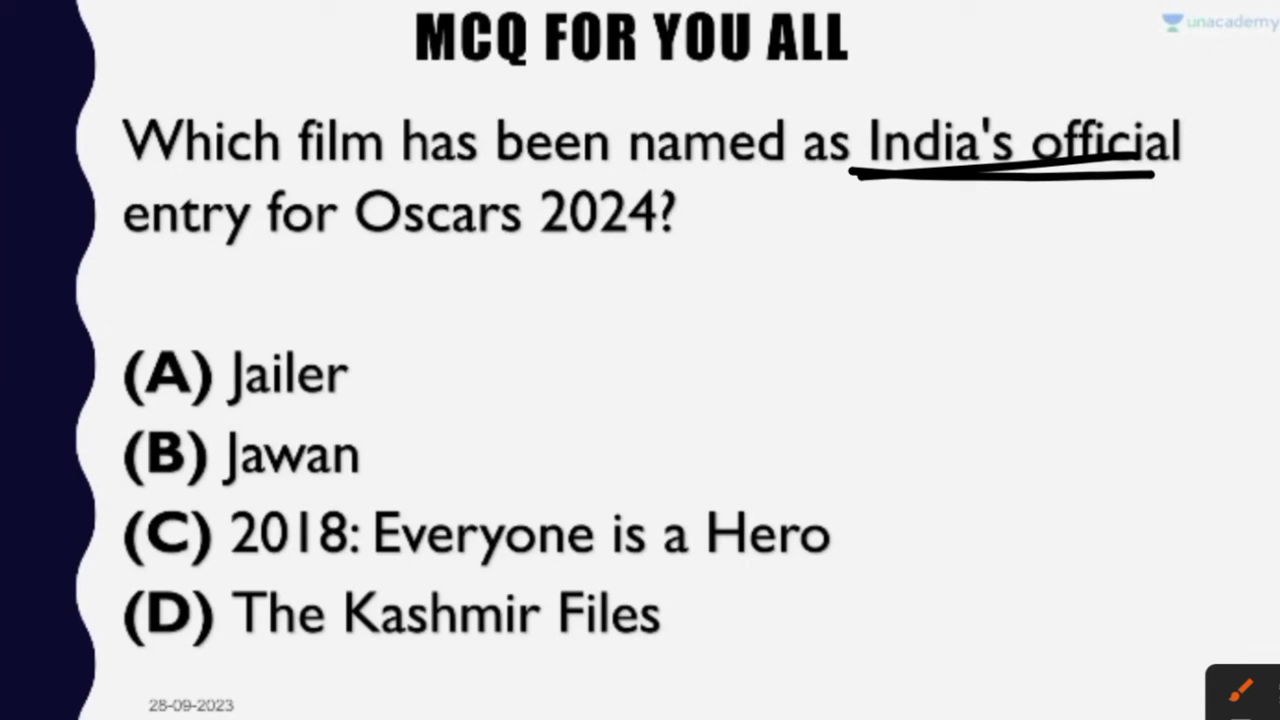 MCQ FOR YOU ALL
unacademy
Which film has been named as India's official
entry for Oscars 2024?
(A) Jailer
(B) Jawan
(C) 2018: Everyone is a Hero
(D) The Kashmir Files
28-09-2023